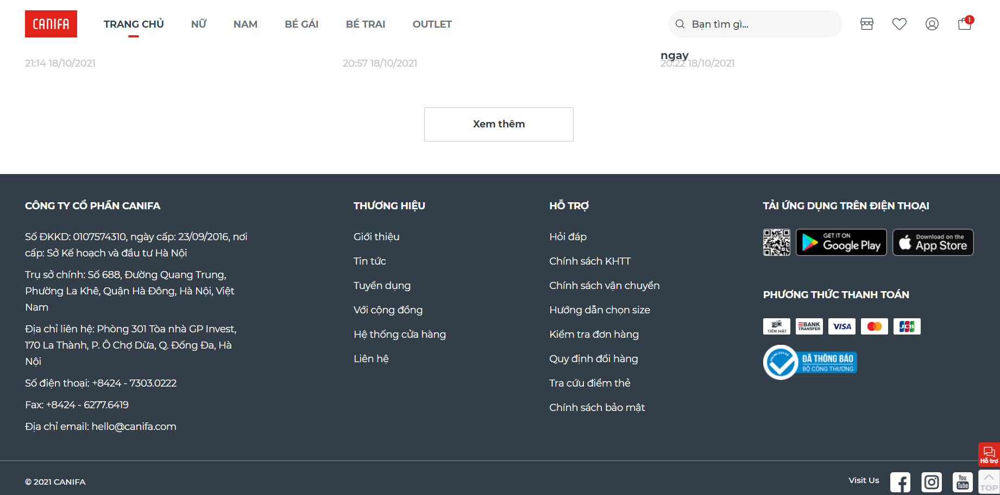 CANIFA
TRANG CHỦ
NỮ
NAM
BÉ GÁI
BÉ TRAI
OUTLET
Bạn tìm gì...
1
ngay
21:14 18/10/2021
20:57 18/10/2021
20:22 18/10/2021
Xem thêm
CÔNG TY CỔ PHẦN CANIFA
Số ĐKKD: 0107574310, ngày cấp: 23/09/2016, nơi
cấp: Sở Kế hoạch và đầu tư Hà Nội
Trụ sở chính: Số 688, Đường Quang Trung,
Phường La Khê, Quận Hà Đông, Hà Nội, Việt
Nam
Địa chỉ liên hệ: Phòng 301 Tòa nhà GP Invest,
170 La Thành, P. Ô Chợ Dừa, Q. Đống Đa, Hà
Nội
Số điện thoại: +8424 - 7303.0222
Fax: +8424 - 6277.6419
Địa chỉ email: hello@canifa.com
THƯƠNG HIỆU
Giới thiệu
Tin tức
Tuyển dụng
Với cộng đồng
Hệ thống cửa hàng
Liên hệ
HỖ TRỢ
Hỏi đáp
Chính sách KHTT
Chính sách vận chuyển
Hướng dẫn chọn size
Kiểm tra đơn hàng
Quy định đổi hàng
Tra cứu điểm thẻ
Chính sách bảo mật
TẢI ỨNG DỤNG TRÊN ĐIỆN THOẠI
GET IT ON
Google Play
Download on the
App Store
PHƯƠNG THỨC THANH TOÁN
TIỀN MẶT
BANK
TRANSFER
VISA
JCB
ONLINE.GOV.VN
ĐÃ THÔNG BÁO
BỘ CÔNG THƯƠNG
Hỗ trợ
© 2021 CANIFA
Visit Us
You
Tube
TOP